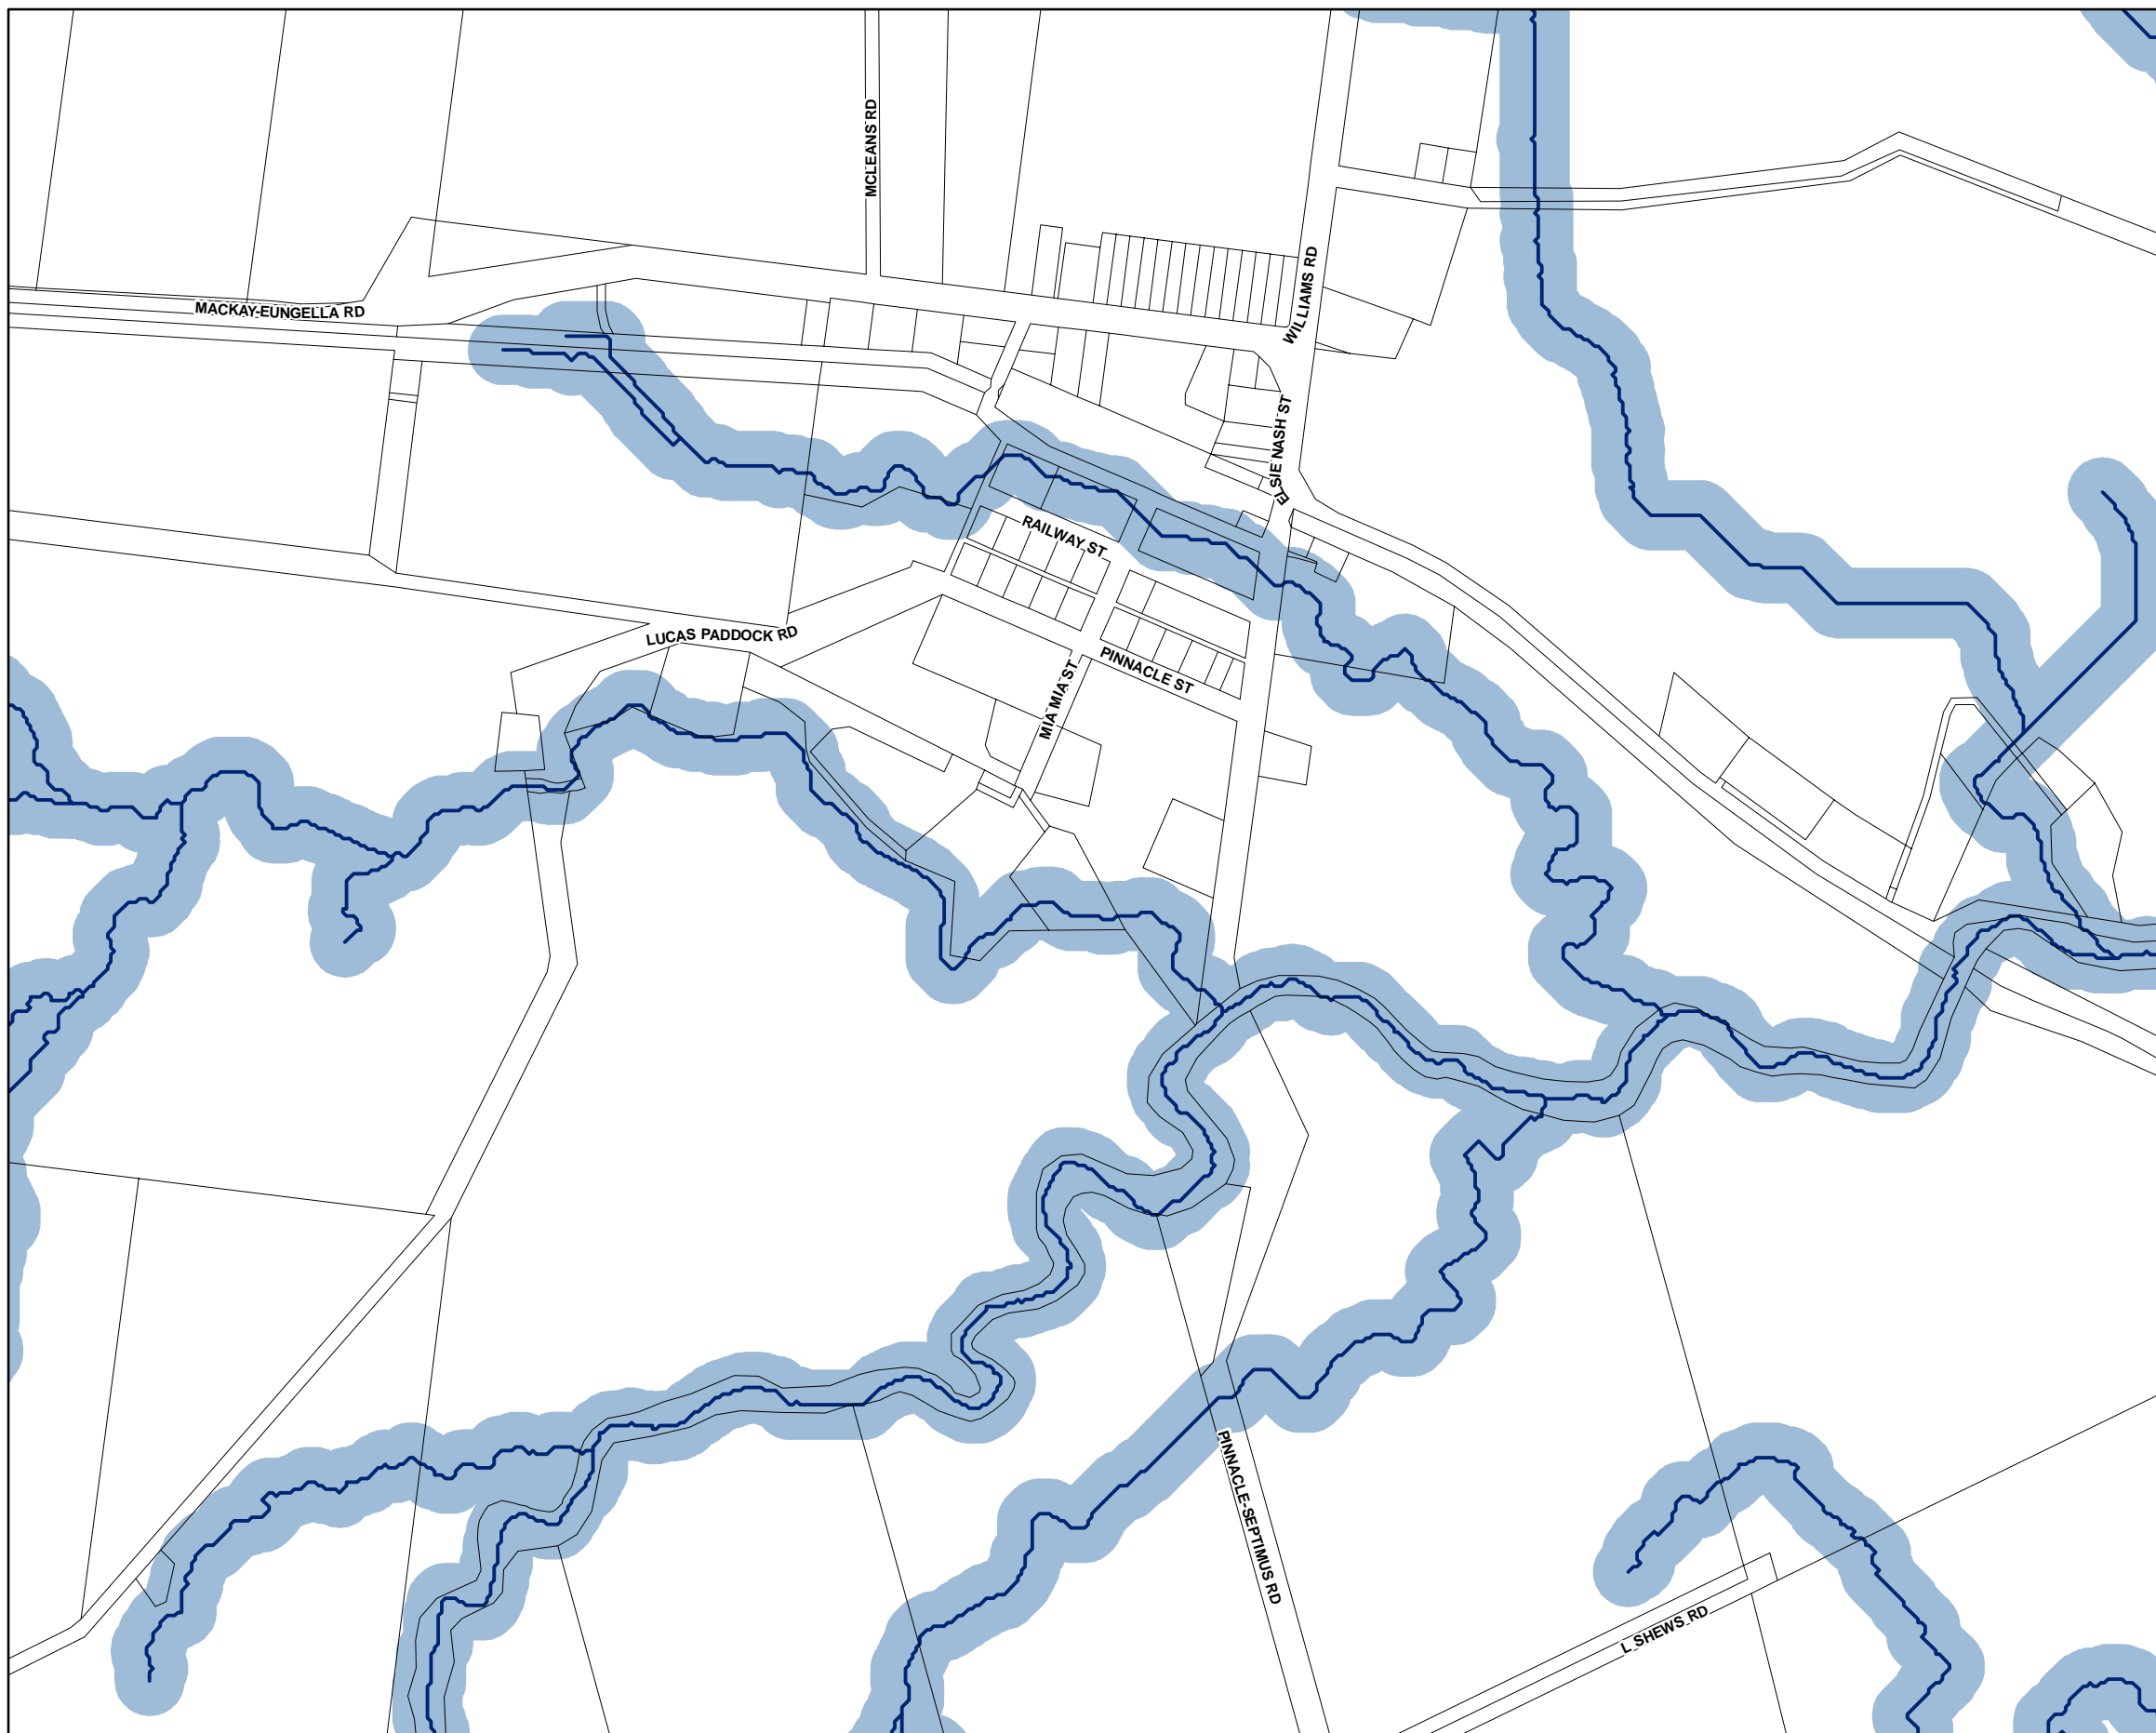 MCLEANS RD
MACKAY-EUNGELLA RD
WILLIAMS RD
ELSIE NASH ST
RAILWAY ST
LUCAS PADDOCK RD
PINNACLE ST
MIA MIA ST
PINNACLE-SEPTIMUS RD
L SHEWS RD